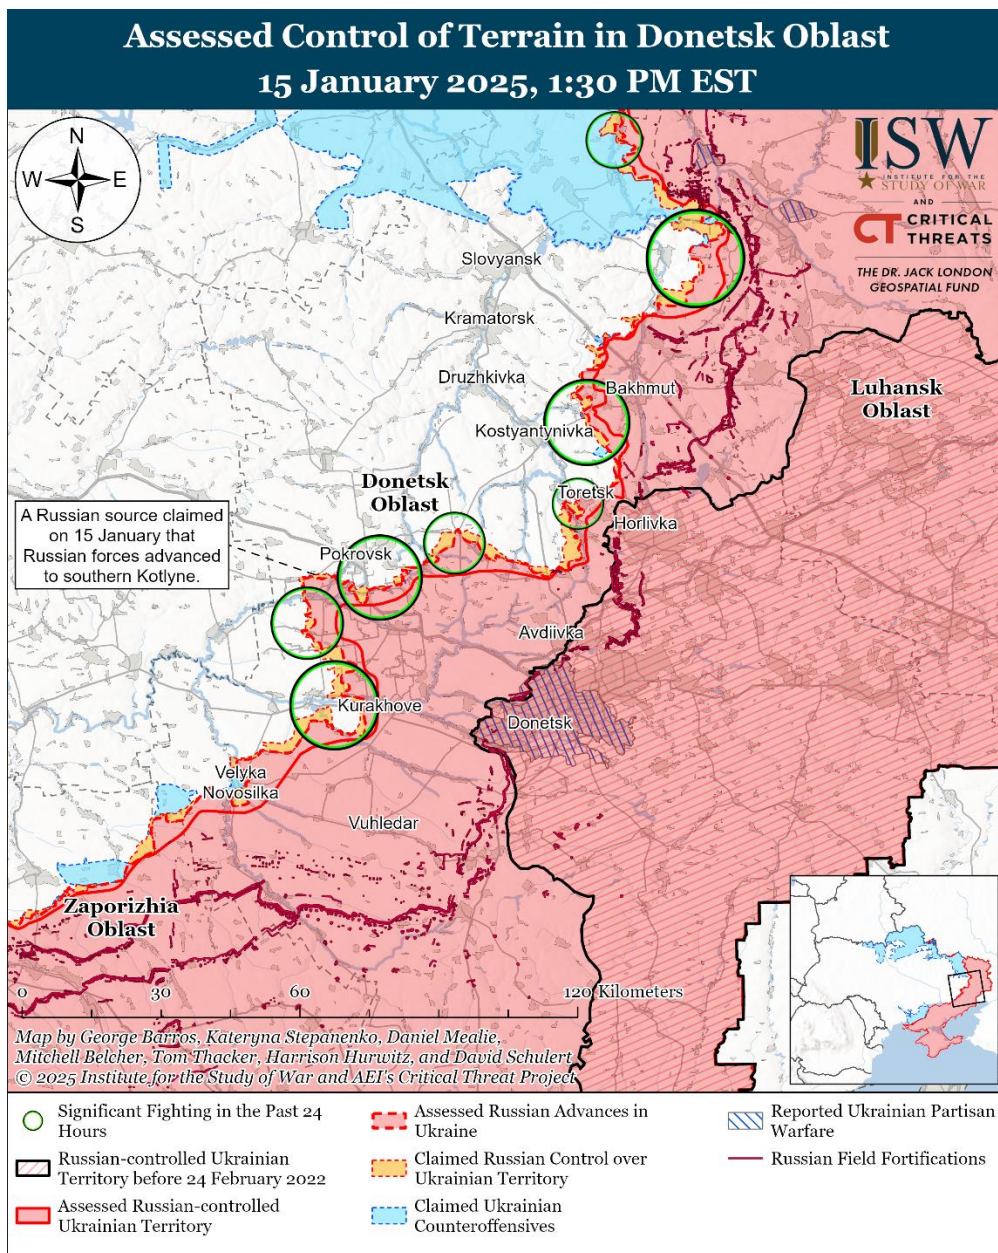 Assessed Control of Terrain in Donetsk Oblast
15 January 2025, 1:30 PM EST
N
W
E
S
ISW
INSTITUTE FOR THE
STUDY OF WAR
AND
CT CRITICAL
THREATS
THE DR. JACK LONDON
GEOSPATIAL FUND
Slovyansk
Kramatorsk
Druzhkivka
Bakhmut
Luhansk
Oblast
Kostyantynivka
Donetsk
Oblast
Toretsk
Horlivka
A Russian source claimed
on 15 January that
Russian forces advanced
to southern Kotlyne.
Pokrovsk
Avdiivka
Kurakhove
Donetsk
Velyka
Novosilka
Vuhledar
Zaporizhia
Oblast
0 30 60 120 Kilometers
Map by George Barros, Kateryna Stepanenko, Daniel Mealie,
Mitchell Belcher, Tom Thacker, Harrison Hurwitz, and David Schulert
© 2025 Institute for the Study of War and AEI's Critical Threat Project
Significant Fighting in the Past 24
Hours
Russian-controlled Ukrainian
Territory before 24 February 2022
Assessed Russian-controlled
Ukrainian Territory
Assessed Russian Advances in
Ukraine
Claimed Russian Control over
Ukrainian Territory
Claimed Ukrainian
Counteroffensives
Reported Ukrainian Partisan
Warfare
Russian Field Fortifications